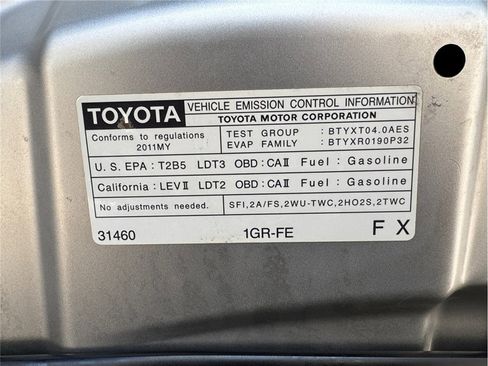 TOYOTA
VEHICLE EMISSION CONTROL INFORMATION
TOYOTA MOTOR CORPORATION
Conforms to regulations
2011MY
TEST GROUP : BTYXT04.0AES
EVAP FAMILY : BTYXR0190P32
U. S. EPA : T2B5 LDT3 OBD : CAⅡ Fuel : Gasoline
California : LEVⅡ LDT2 OBD : CAⅡ Fuel : Gasoline
No adjustments needed.
SFI, 2A/FS, 2WU-TWC, 2HO2S, 2TWC
31460 1GR-FE F X